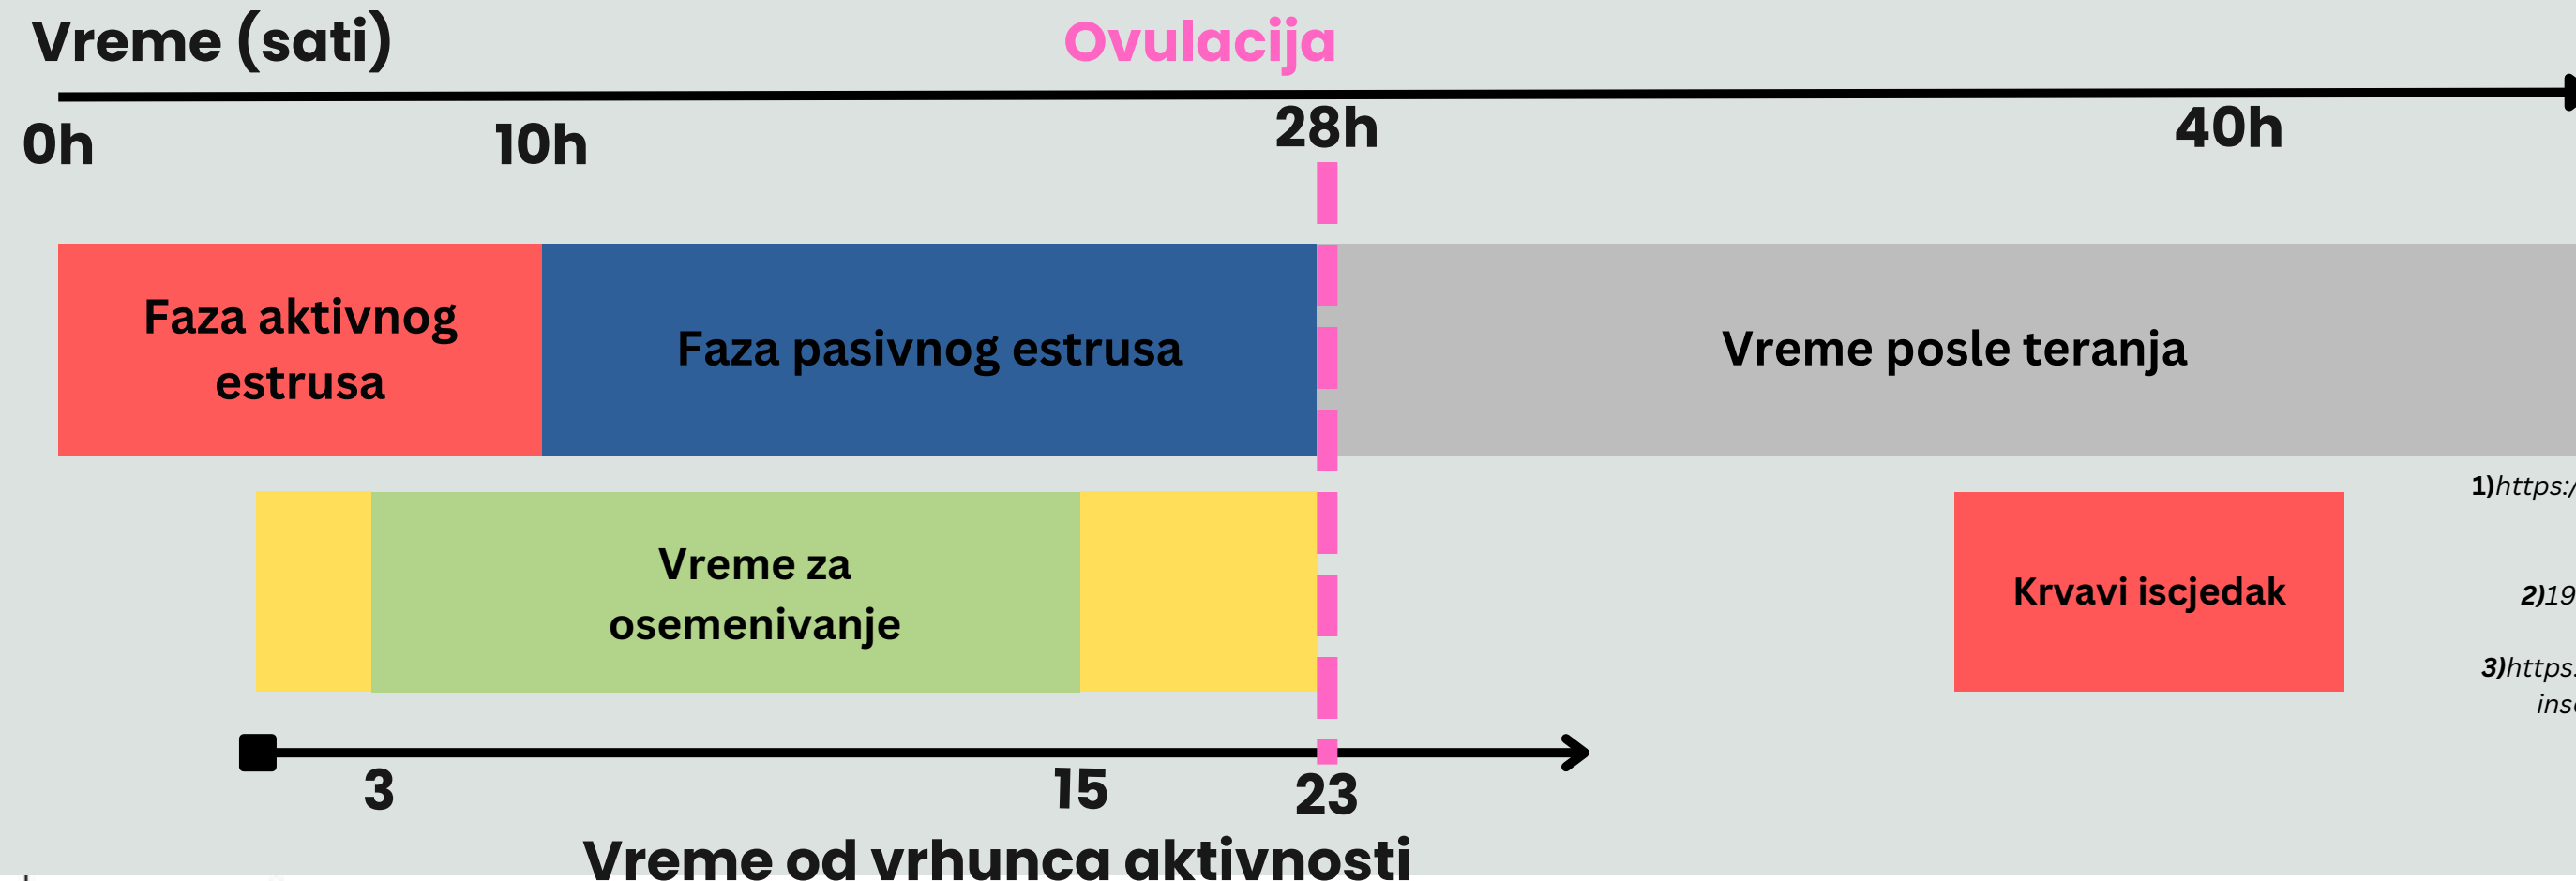 Vreme (sati)
Ovulacija
0h
10h
28h
40h
Faza aktivnog
estrusa
Faza pasivnog estrusa
Vreme posle teranja
Vreme za
osemenivanje
Krvavi iscjedak
1)https:/
2)19
3)https:
inse
3
15
23
Vreme od vrhunca aktivnosti